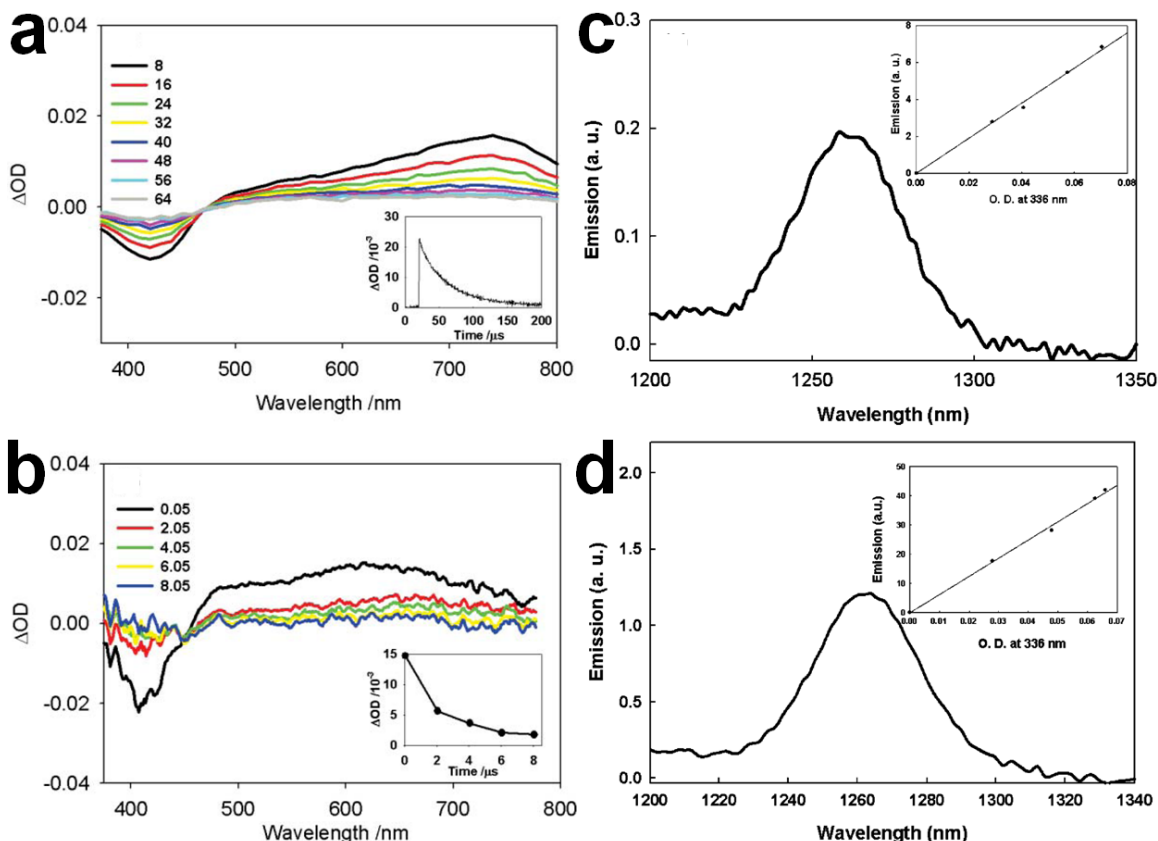 a
0.04
0.02
0.00
-0.02
ΔOD
8
16
24
32
40
48
56
64
30
20
10
0
ΔOD /10⁻³
0 50 100 150 200
Time /μs
400 500 600 700 800
Wavelength /nm
b
0.04
0.02
0.00
-0.02
-0.04
ΔOD
0.05
2.05
4.05
6.05
8.05
15
10
5
0
ΔOD /10⁻³
0 2 4 6 8
Time /μs
400 500 600 700 800
Wavelength /nm
c
0.3
0.2
0.1
0.0
Emission (a. u.)
8
6
4
2
0
Emission (a. u.)
0.00 0.02 0.04 0.06 0.08
O. D. at 336 nm
1200 1250 1300 1350
Wavelength (nm)
d
2.0
1.5
1.0
0.5
0.0
Emission (a. u.)
50
40
30
20
10
0
Emission (a.u.)
0.00 0.01 0.02 0.03 0.04 0.05 0.06 0.07
O. D. at 336 nm
1200 1220 1240 1260 1280 1300 1320 1340
Wavelength (nm)